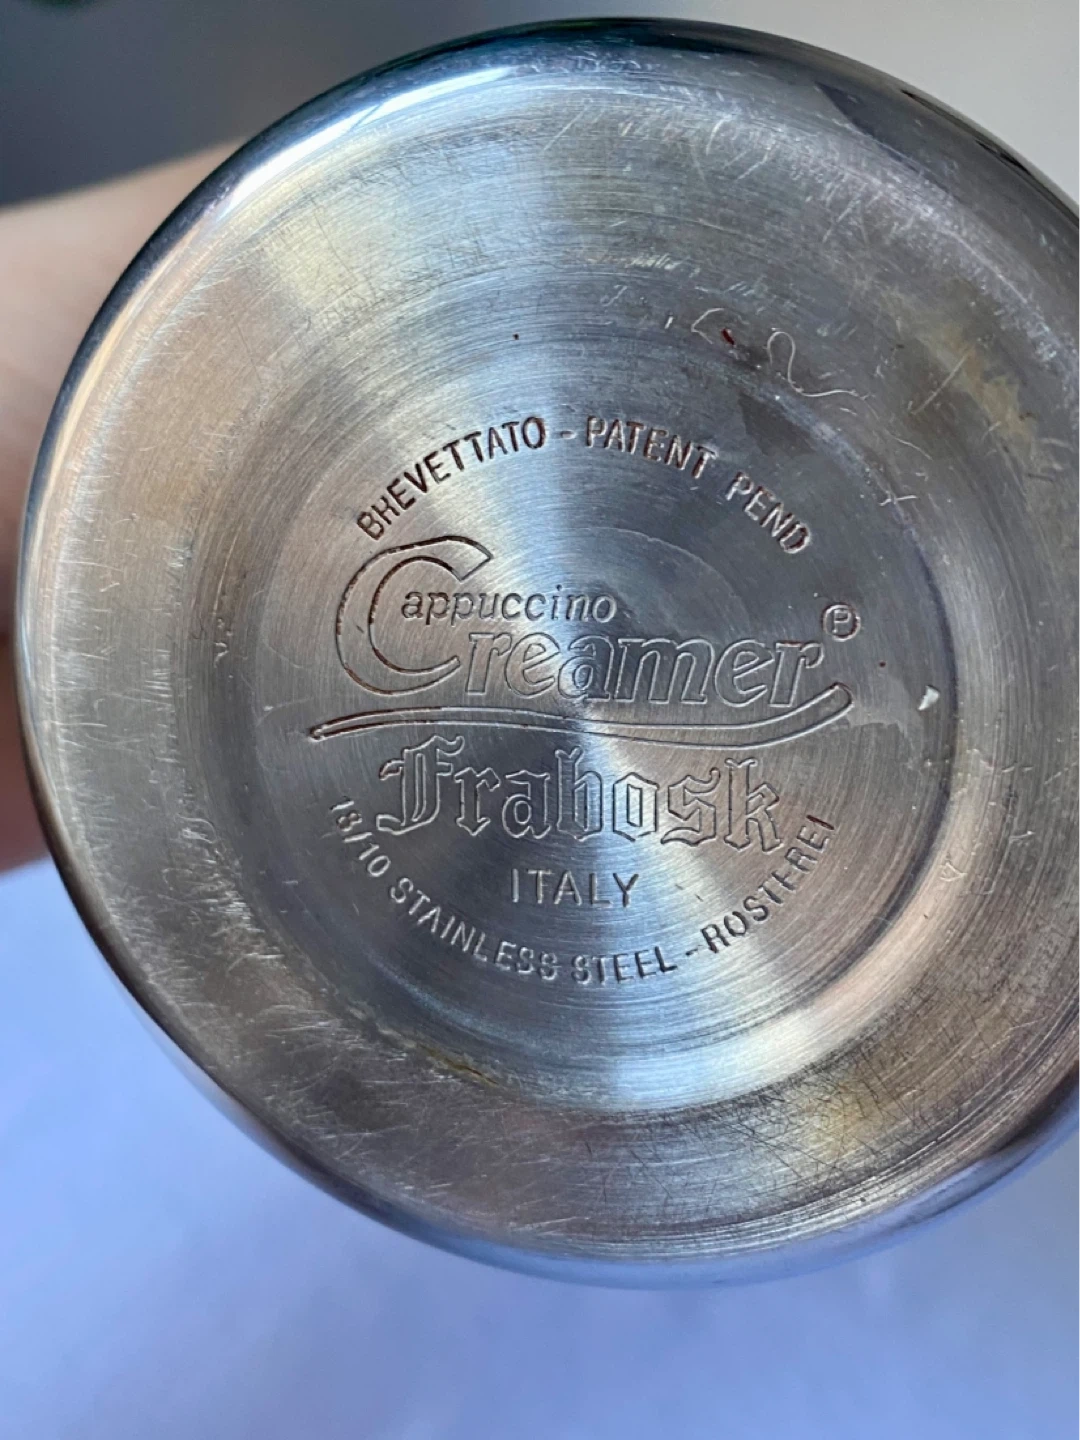 BREVETTATO - PATENT PEND
Cappuccino
Creamer®
Frabosk
ITALY
18/10 STAINLESS STEEL - ROSTFREI